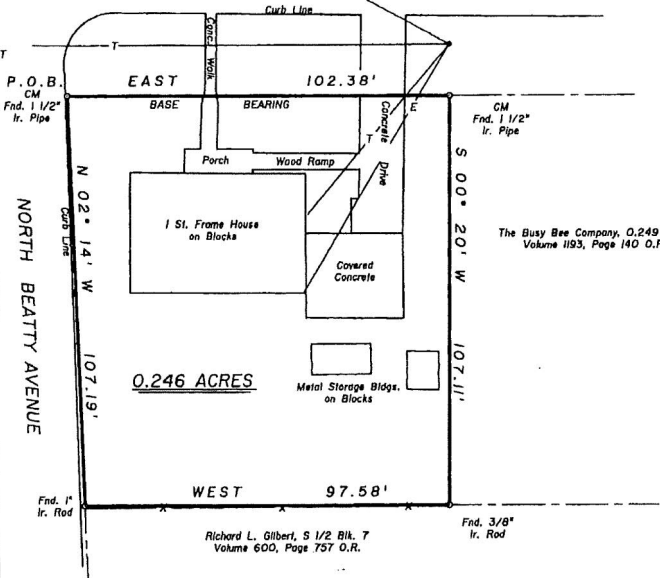 Curb Line
T
T
Conc. Walk
P.O.B.
EAST 102.38'
CM
Fnd. 1 1/2"
Ir. Pipe
BASE BEARING
E
CM
Fnd. 1 1/2"
Ir. Pipe
Concrete Drive
T
Porch
Wood Ramp
N 02° 14' W 107.19'
Curb Line
NORTH BEATTY AVENUE
1 St. Frame House
on Blocks
S 00° 20' W 107.11'
The Busy Bee Company, 0.249
Volume 1193, Page 140 O.R
Covered
Concrete
0.246 ACRES
Metal Storage Bldgs.
on Blocks
WEST 97.58'
Fnd. 1"
Ir. Rod
Fnd. 3/8"
Ir. Rod
Richard L. Gilbert, S 1/2 Blk. 7
Volume 600, Page 757 O.R.